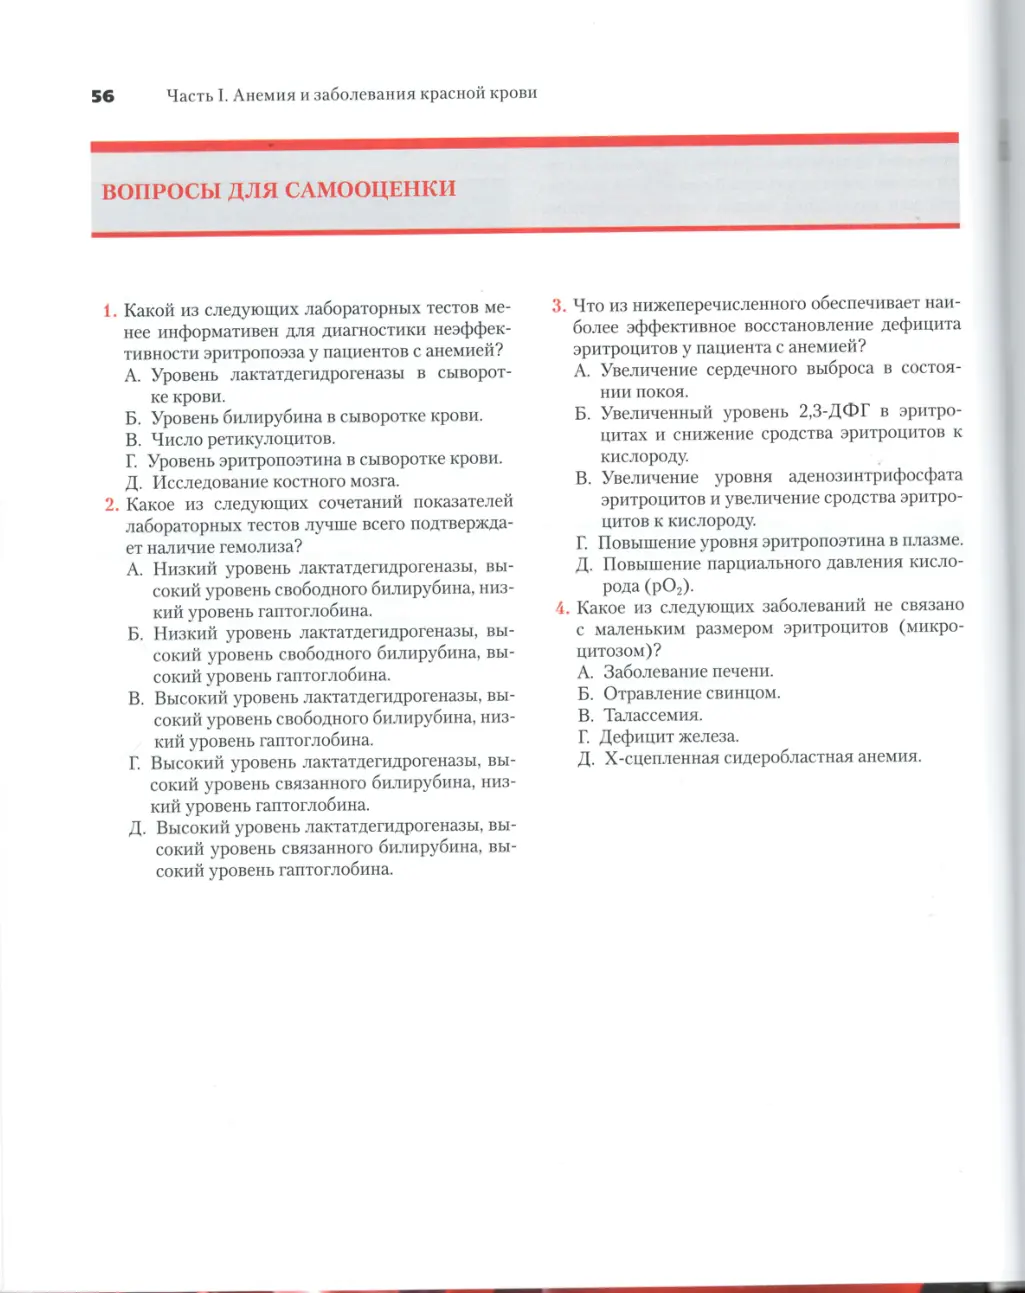 56 Часть I. Анемия и заболевания красной крови
ВОПРОСЫ ДЛЯ САМООЦЕНКИ
1. Какой из следующих лабораторных тестов ме-
нее информативен для диагностики неэффек-
тивности эритропоэза у пациентов с анемией?
А. Уровень лактатдегидрогеназы в сыворот-
ке крови.
Б. Уровень билирубина в сыворотке крови.
В. Число ретикулоцитов.
Г. Уровень эритропоэтина в сыворотке крови.
Д. Исследование костного мозга.
2. Какое из следующих сочетаний показателей
лабораторных тестов лучше всего подтвержда-
ет наличие гемолиза?
А. Низкий уровень лактатдегидрогеназы, вы-
сокий уровень свободного билирубина, низ-
кий уровень гаптоглобина.
Б. Низкий уровень лактатдегидрогеназы, вы-
сокий уровень свободного билирубина, вы-
сокий уровень гаптоглобина.
В. Высокий уровень лактатдегидрогеназы, вы-
сокий уровень свободного билирубина, низ-
кий уровень гаптоглобина.
Г. Высокий уровень лактатдегидрогеназы, вы-
сокий уровень связанного билирубина, низ-
кий уровень гаптоглобина.
Д. Высокий уровень лактатдегидрогеназы, вы-
сокий уровень связанного билирубина, вы-
сокий уровень гаптоглобина.
3. Что из нижеперечисленного обеспечивает наи-
более эффективное восстановление дефицита
эритроцитов у пациента с анемией?
А. Увеличение сердечного выброса в состоя-
нии покоя.
Б. Увеличенный уровень 2,3-ДФГ в эритро-
цитах и снижение сродства эритроцитов к
кислороду.
В. Увеличение уровня аденозинтрифосфата
эритроцитов и увеличение сродства эритро-
цитов к кислороду.
Г. Повышение уровня эритропоэтина в плазме.
Д. Повышение парциального давления кисло-
рода (pO₂).
4. Какое из следующих заболеваний не связано
с маленьким размером эритроцитов (микро-
цитозом)?
А. Заболевание печени.
Б. Отравление свинцом.
В. Талассемия.
Г. Дефицит железа.
Д. Х-сцепленная сидеробластная анемия.